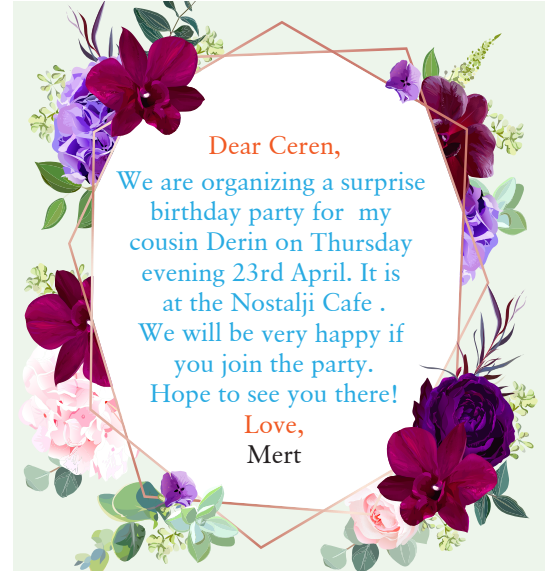 Dear Ceren,
We are organizing a surprise
birthday party for my
cousin Derin on Thursday
evening 23rd April. It is
at the Nostalji Cafe .
We will be very happy if
you join the party.
Hope to see you there!
Love,
Mert